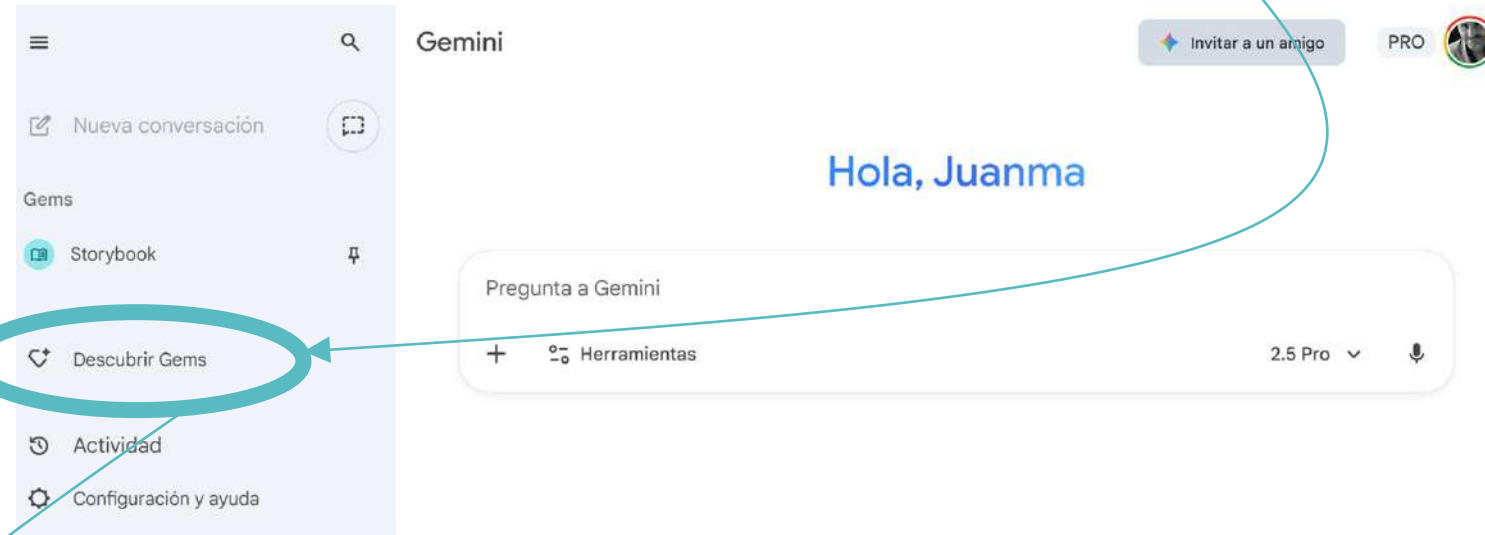 Gemini
Invitar a un amigo
PRO
Nueva conversación
Hola, Juanma
Gems
Storybook
Pregunta a Gemini
Descubrir Gems
Herramientas
2.5 Pro
Actividad
Configuración y ayuda